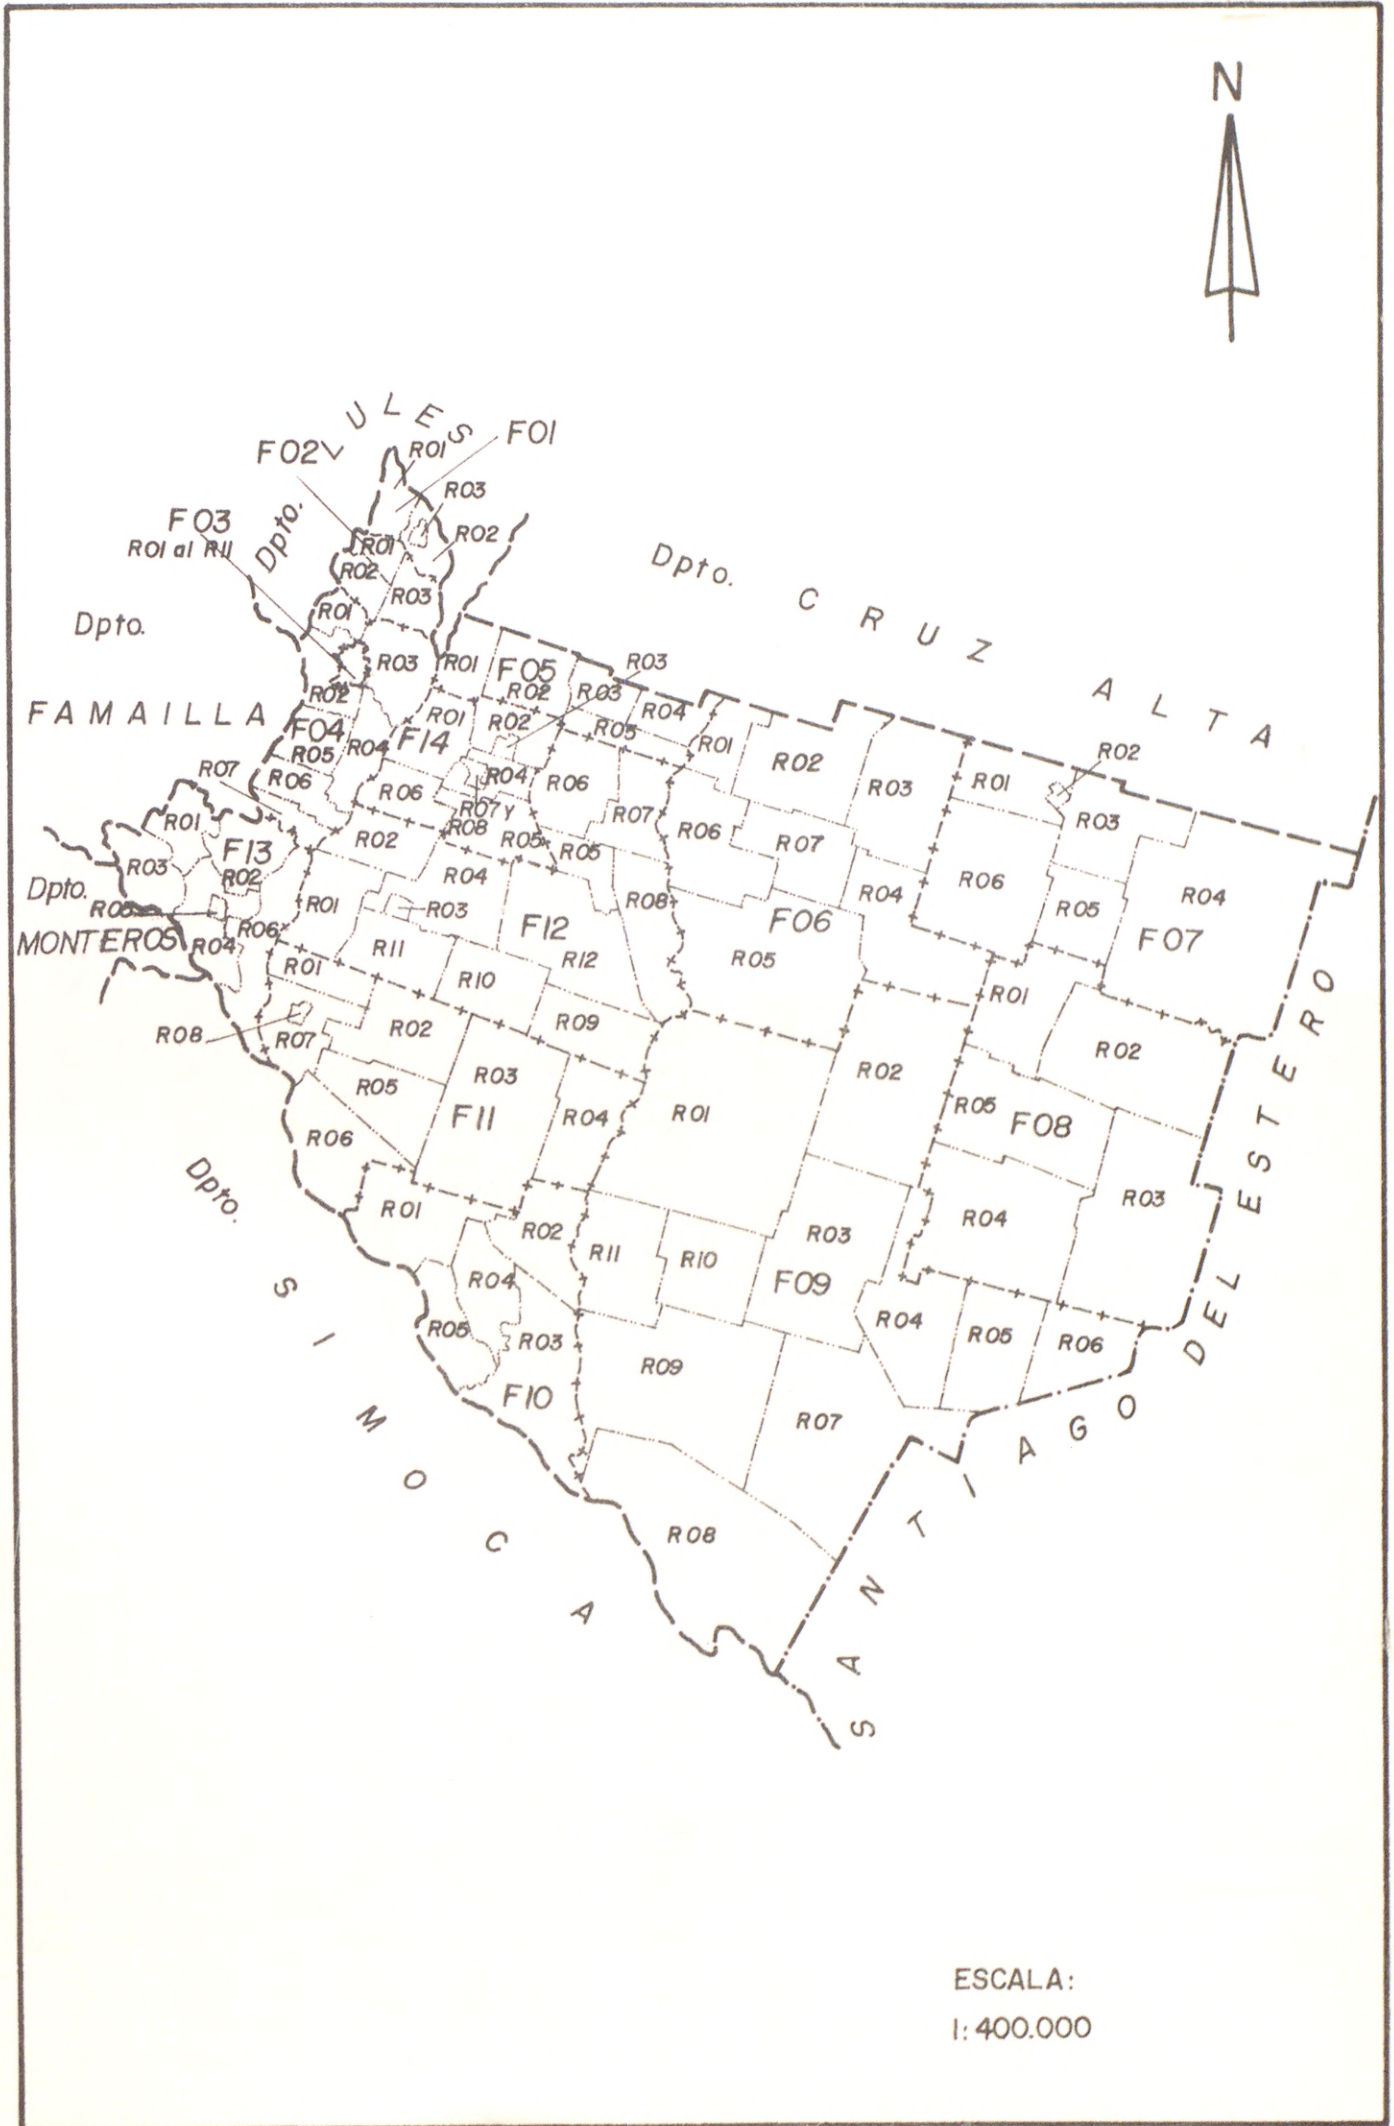 N
LULES
F01
F02
R01
R03
Dpto.
F03
R01 al R11
R01
R02
R02
R03
Dpto. CRUZ ALTA
R01
Dpto.
R03
R01
F05
R03
R02
R02
R03
R04
FAMAILLA
R01
R02
F04
F14
R05
R01
R02
R05
R04
R02
R03
R01
R07
R06
R04
R06
R03
R06
R07y
R07
R01
R08
R05
R06
R07
R02
F13
R05
R03
R02
R04
R06
R04
R04
Dpto.
R05
R01
R03
R08
R05
F12
F06
F07
MONTEROS
R04
R06
R11
R12
R05
R01
R10
R01
R08
R07
R02
R09
R02
R03
R02
R05
R01
R05
F08
F11
R04
R06
Dpto.
R03
R01
R04
R02
R11
R10
R03
R04
F09
R05
R03
R04
R05
R06
R09
F10
R07
R08
SIMOCA
SANTIAGO DEL ESTERO
ESCALA:
1:400.000